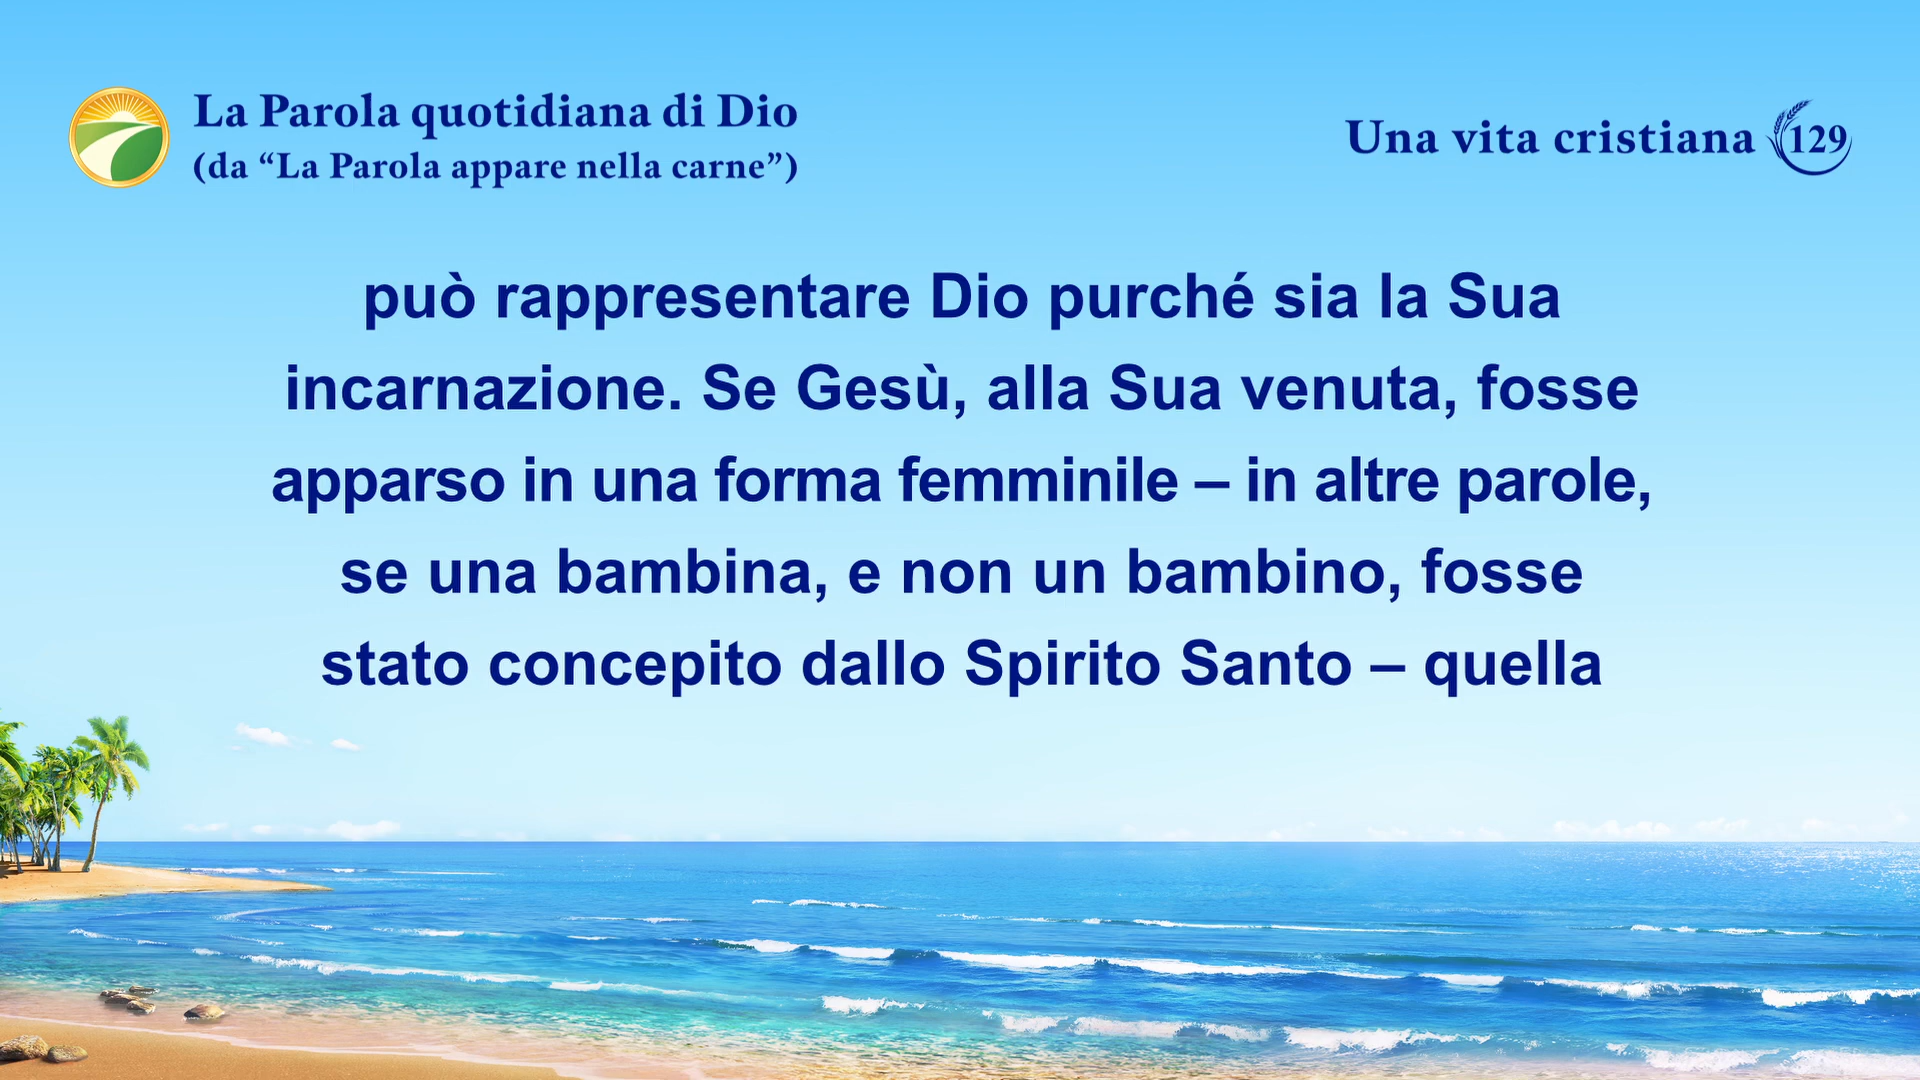 La Parola quotidiana di Dio
(da “La Parola appare nella carne”)
Una vita cristiana 129
può rappresentare Dio purché sia la Sua
incarnazione. Se Gesù, alla Sua venuta, fosse
apparso in una forma femminile – in altre parole,
se una bambina, e non un bambino, fosse
stato concepito dallo Spirito Santo – quella